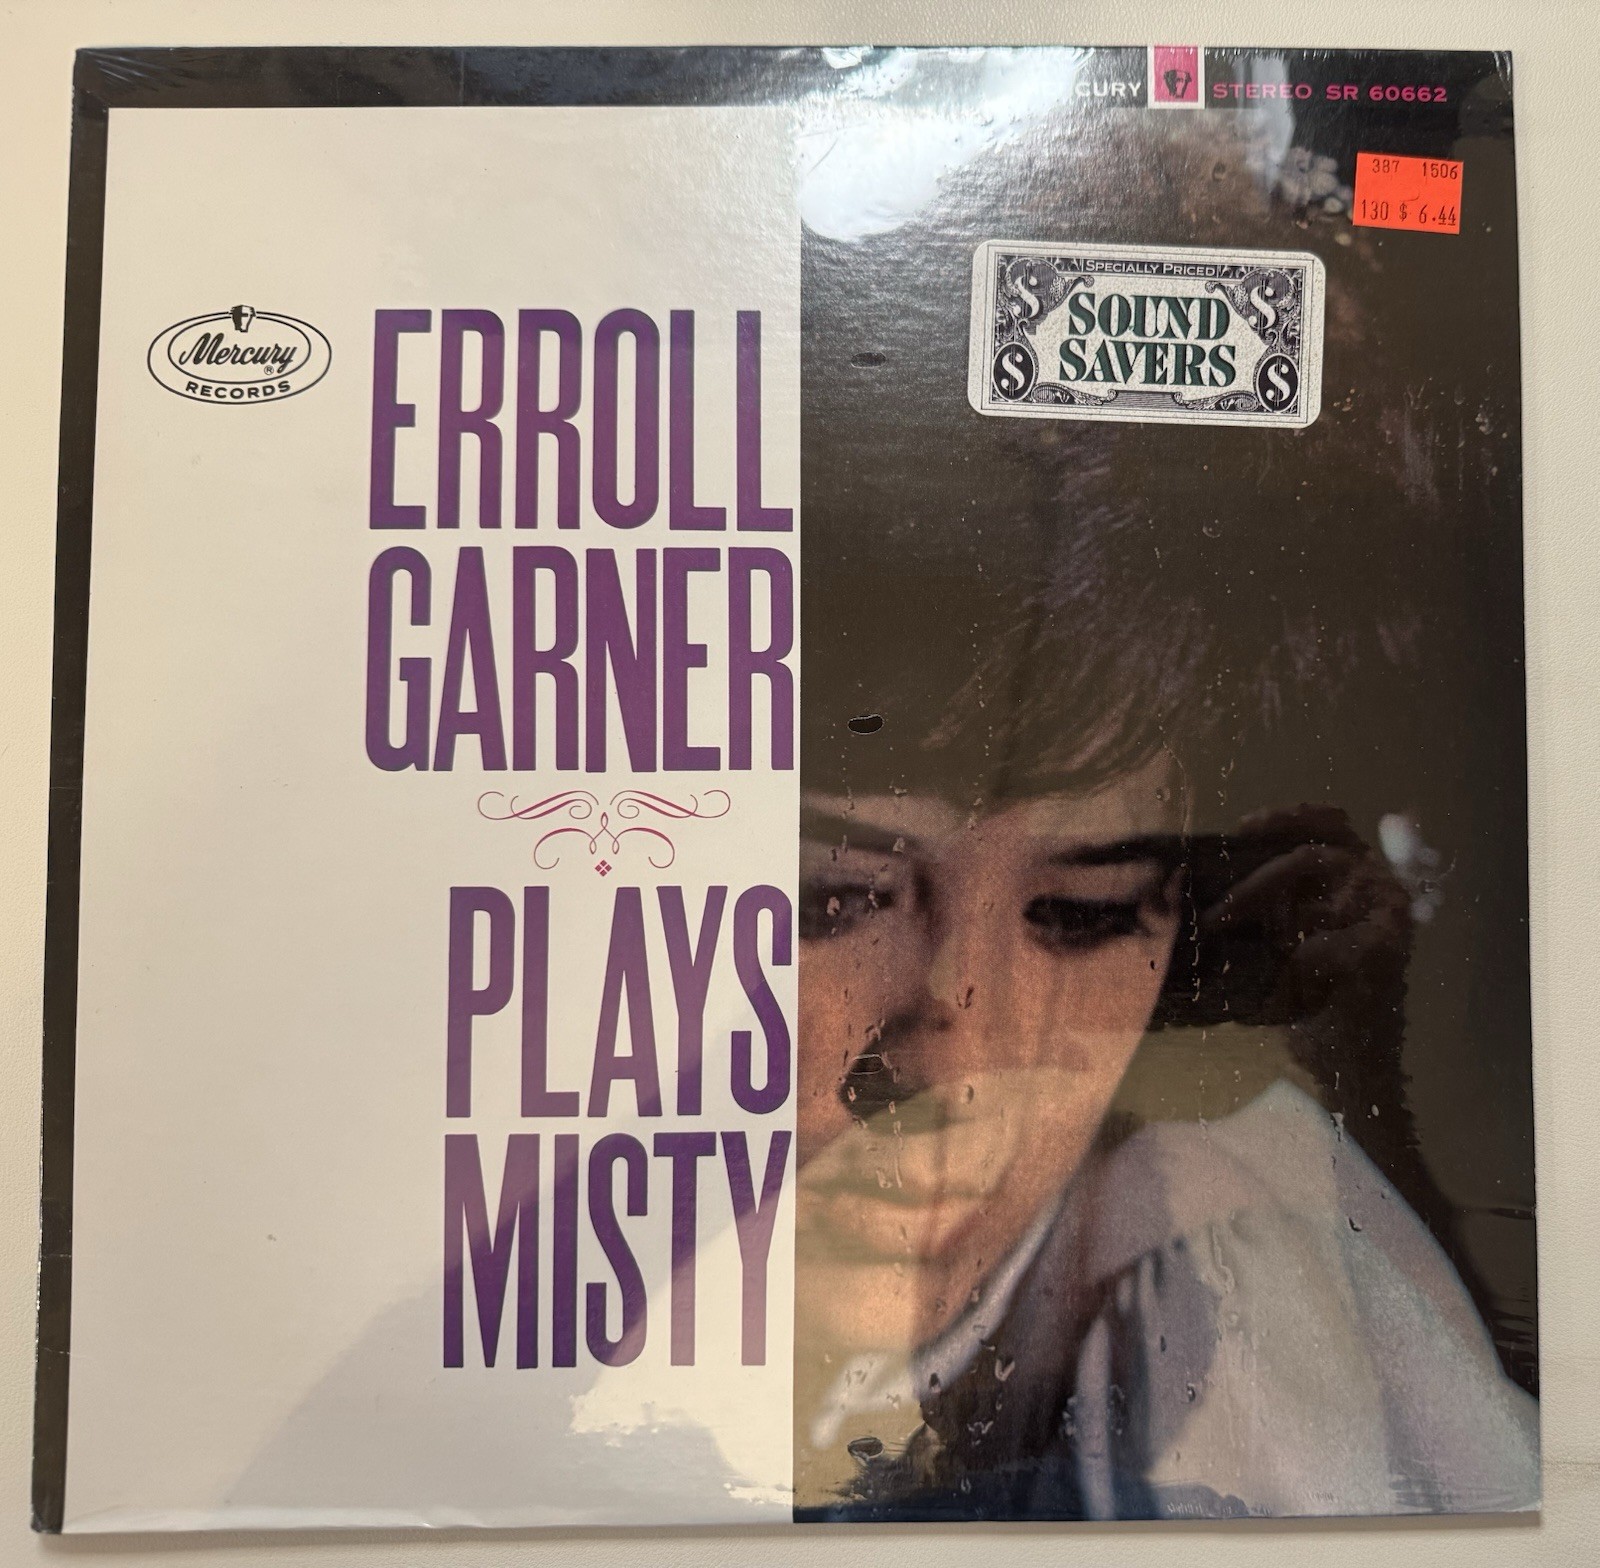 CURY STEREO SR 60662
387 1506
130 $ 6.44
SPECIALLY PRICED
SOUND
SAVERS
$ $
$ $
Mercury
®
RECORDS
ERROLL
GARNER
PLAYS
MISTY